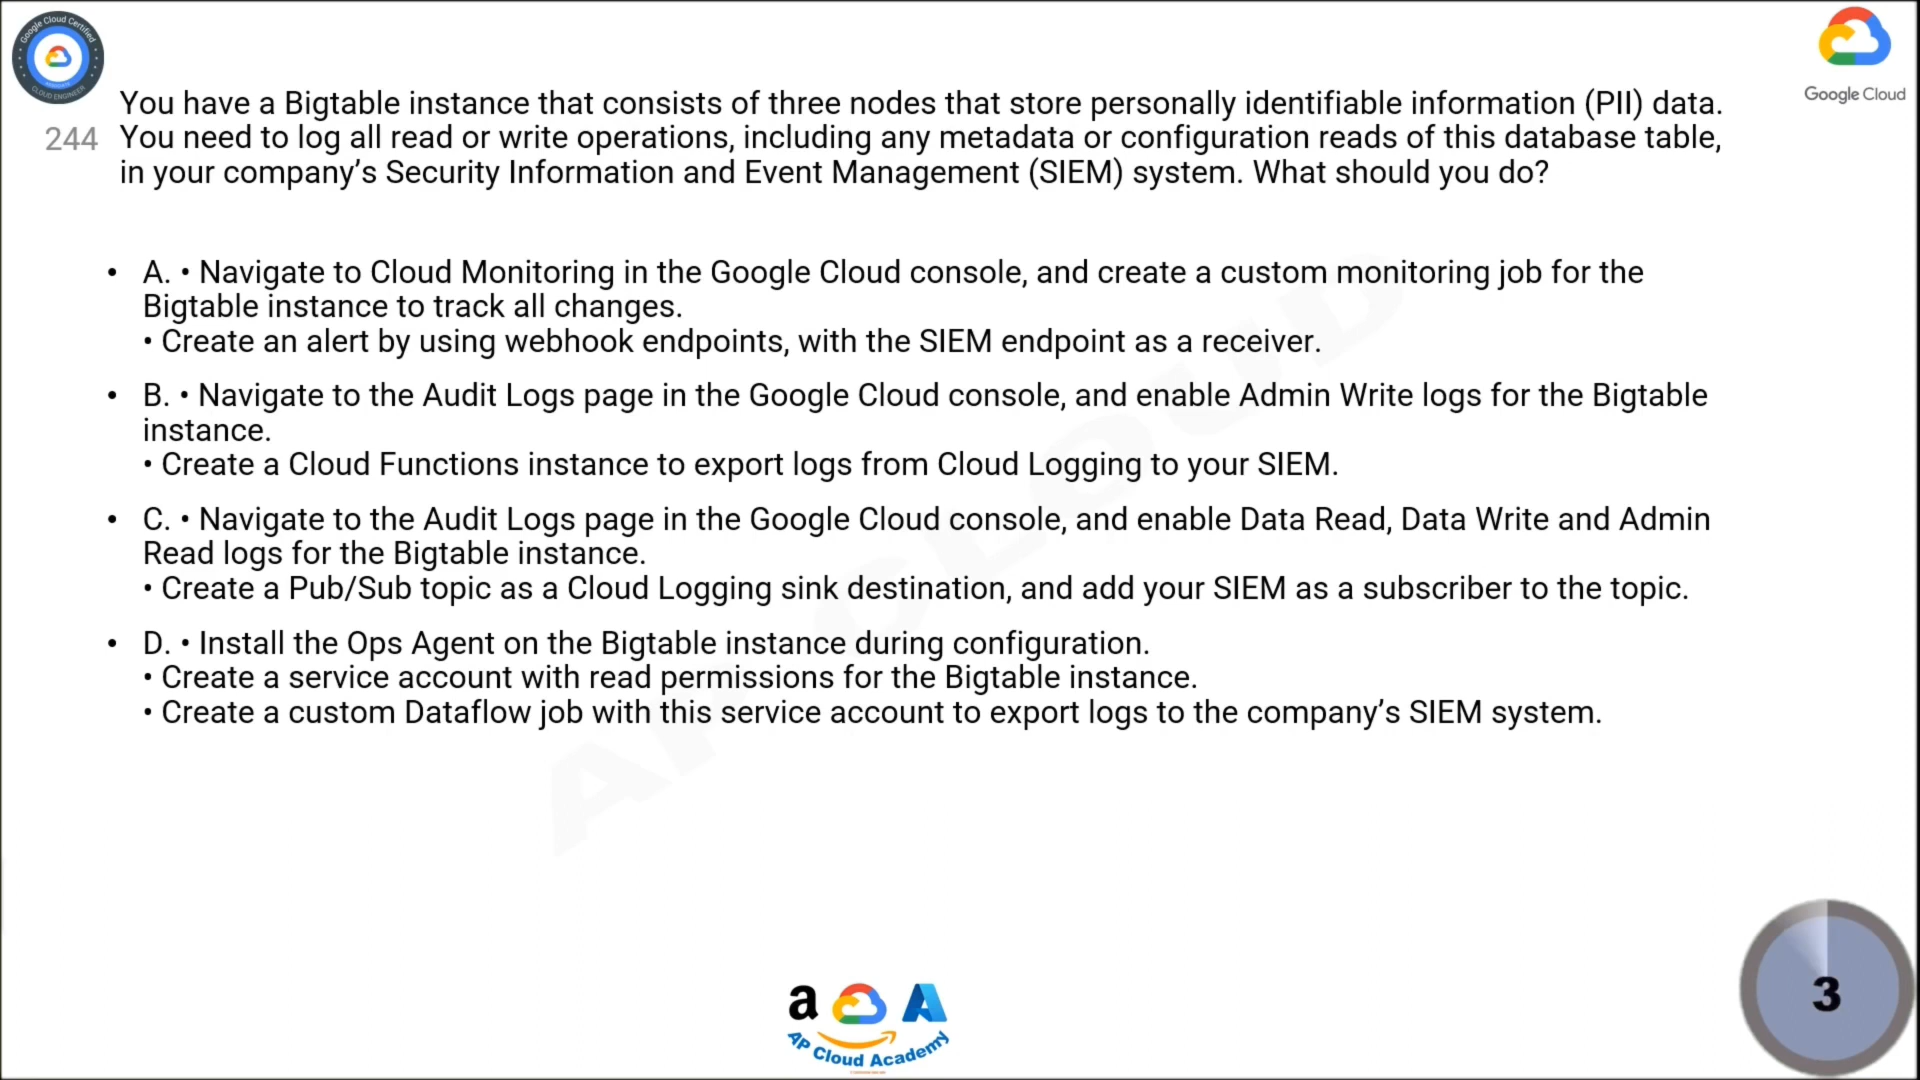 Google Cloud Certified
CLOUD ENGINEER
Google Cloud
244
You have a Bigtable instance that consists of three nodes that store personally identifiable information (PII) data.
You need to log all read or write operations, including any metadata or configuration reads of this database table,
in your company’s Security Information and Event Management (SIEM) system. What should you do?
• A. • Navigate to Cloud Monitoring in the Google Cloud console, and create a custom monitoring job for the
Bigtable instance to track all changes.
• Create an alert by using webhook endpoints, with the SIEM endpoint as a receiver.
• B. • Navigate to the Audit Logs page in the Google Cloud console, and enable Admin Write logs for the Bigtable
instance.
• Create a Cloud Functions instance to export logs from Cloud Logging to your SIEM.
• C. • Navigate to the Audit Logs page in the Google Cloud console, and enable Data Read, Data Write and Admin
Read logs for the Bigtable instance.
• Create a Pub/Sub topic as a Cloud Logging sink destination, and add your SIEM as a subscriber to the topic.
• D. • Install the Ops Agent on the Bigtable instance during configuration.
• Create a service account with read permissions for the Bigtable instance.
• Create a custom Dataflow job with this service account to export logs to the company’s SIEM system.
AP CLOUD
a A
AP Cloud Academy
3